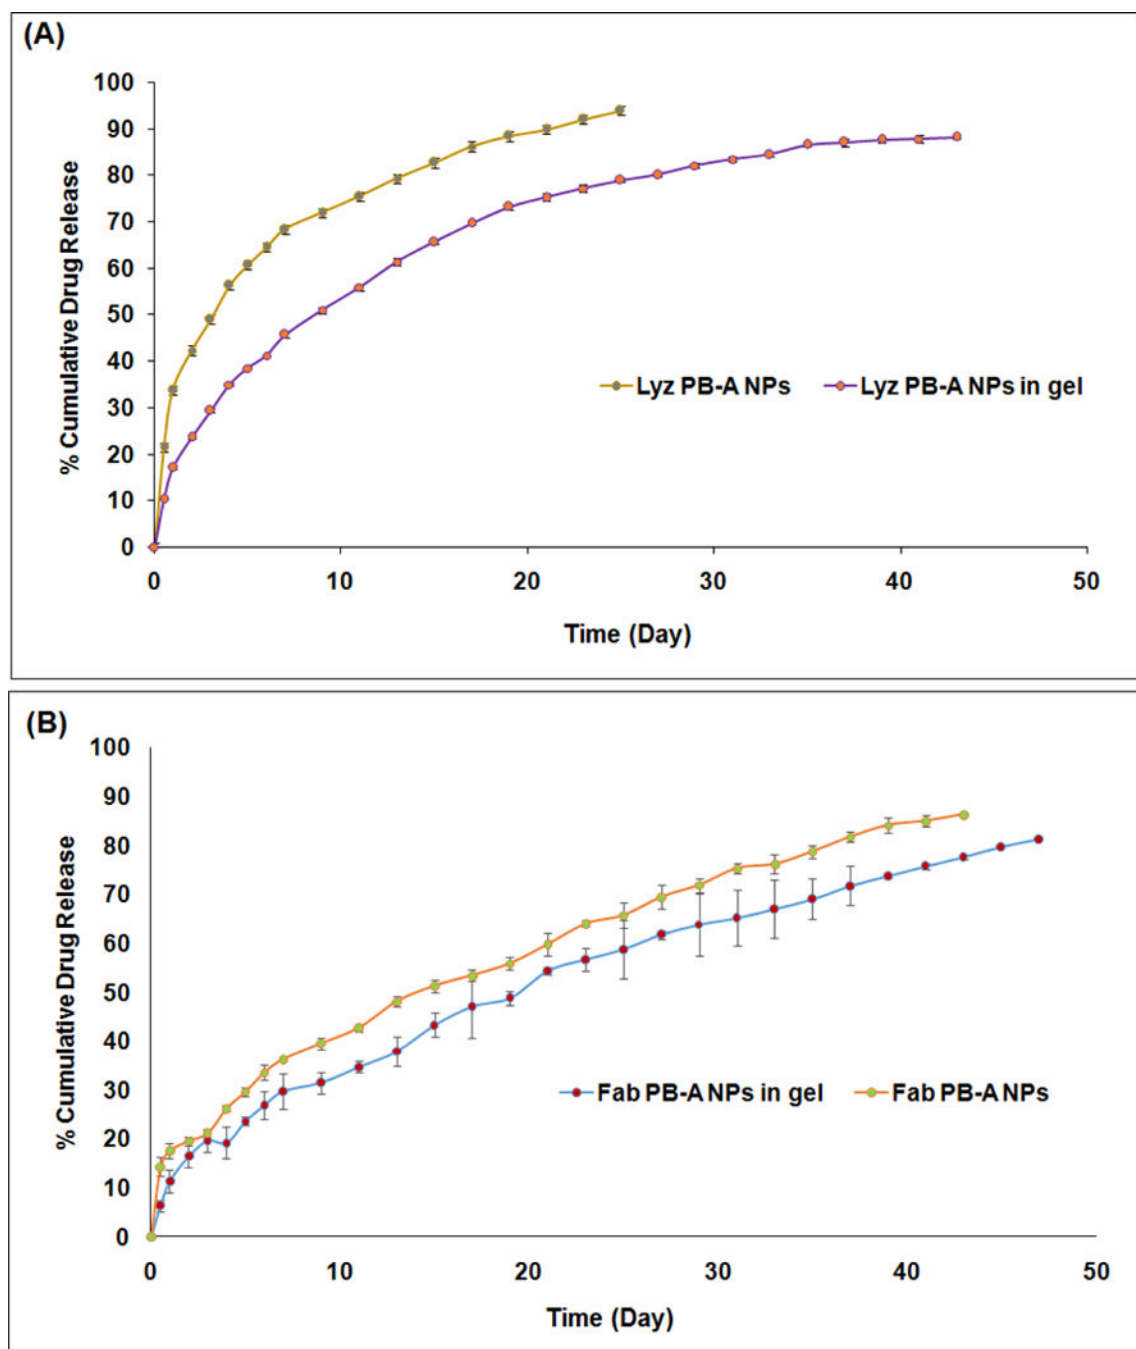 (A)
100
90
80
70
60
50
40
30
20
10
0
% Cumulative Drug Release
Lyz PB-A NPs
Lyz PB-A NPs in gel
0 10 20 30 40 50
Time (Day)
(B)
100
90
80
70
60
50
40
30
20
10
0
% Cumulative Drug Release
Fab PB-A NPs in gel
Fab PB-A NPs
0 10 20 30 40 50
Time (Day)